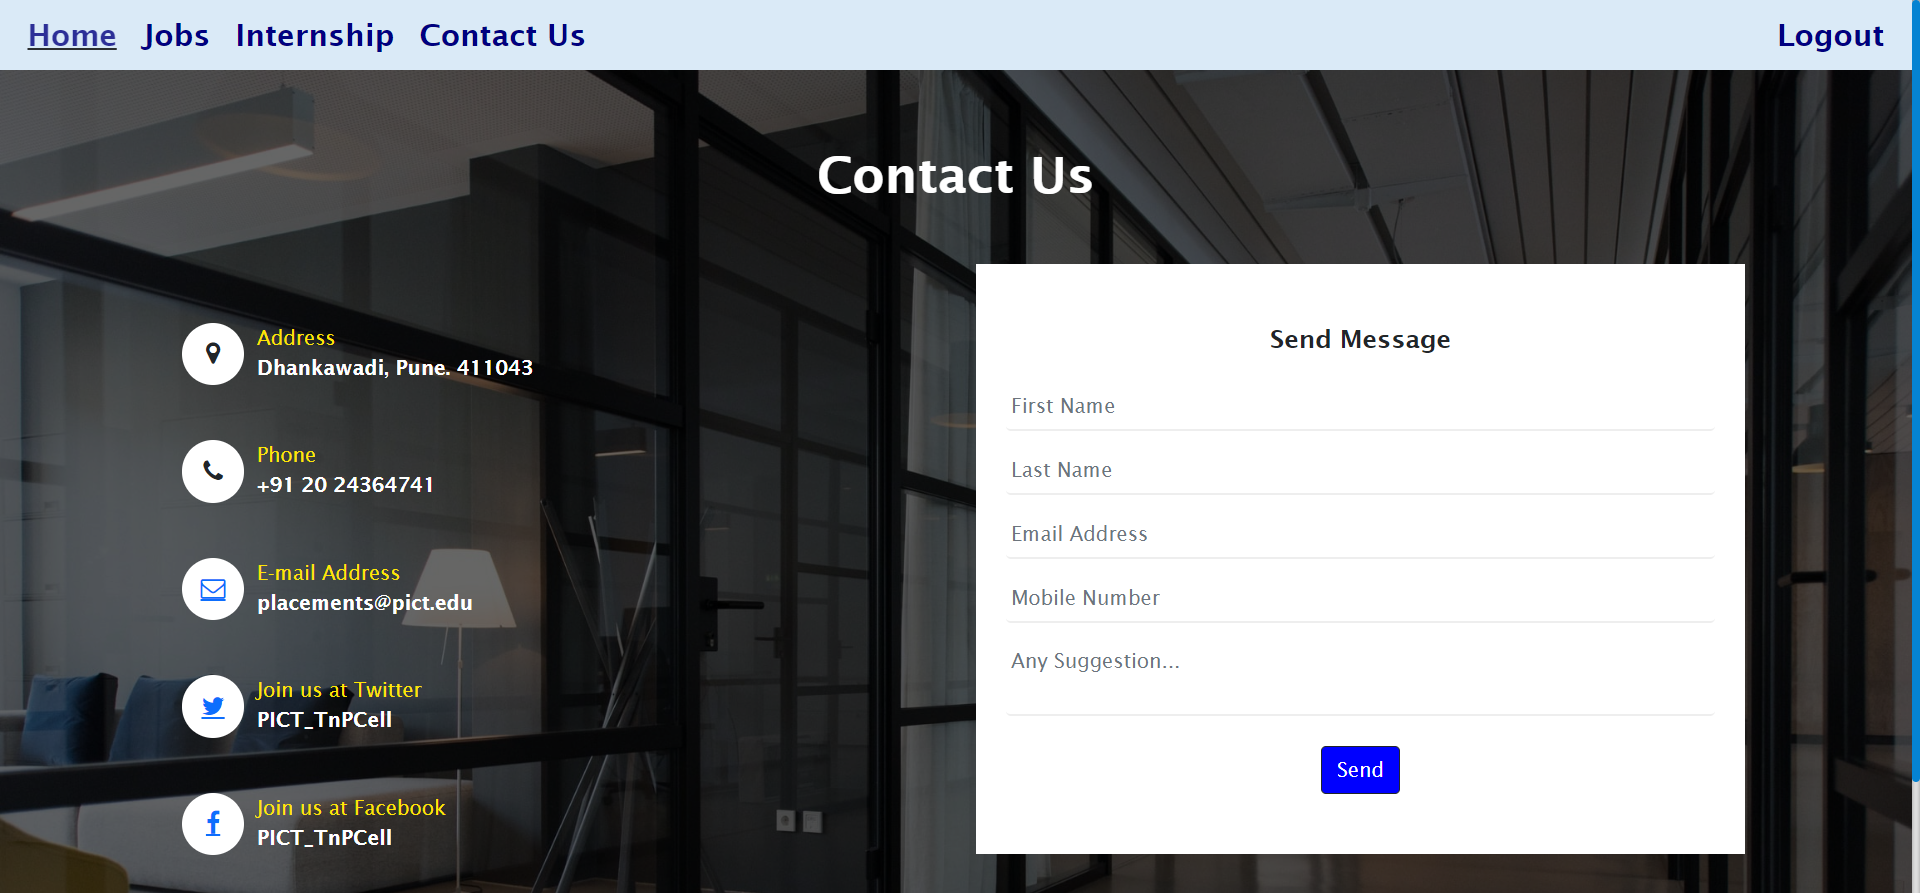 Home Jobs Internship Contact Us Logout
Contact Us
Address
Dhankawadi, Pune. 411043
Phone
+91 20 24364741
E-mail Address
placements@pict.edu
Join us at Twitter
PICT_TnPCell
Join us at Facebook
PICT_TnPCell
Send Message
First Name
Last Name
Email Address
Mobile Number
Any Suggestion...
Send